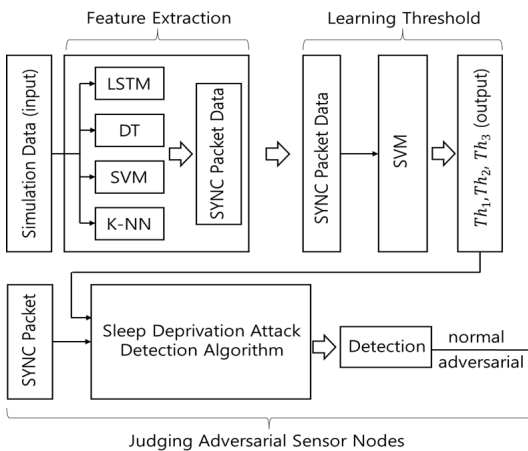 Feature Extraction
Learning Threshold
Simulation Data (input)
LSTM
DT
SVM
K-NN
SYNC Packet Data
SYNC Packet Data
SVM
Th₁,Th₂, Th₃ (output)
SYNC Packet
Sleep Deprivation Attack
Detection Algorithm
Detection
normal
adversarial
Judging Adversarial Sensor Nodes